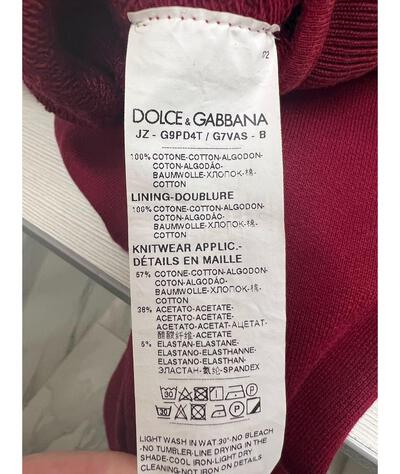 P2
DOLCE & GABBANA
JZ - G9PD4T / G7VAS - B
100% COTONE-COTTON-ALGODON-
COTON-ALGODÃO-
BAUMWOLLE-ХЛОПОК-棉-
COTTON
LINING-DOUBLURE
100% COTONE-COTTON-ALGODON-
COTON-ALGODÃO-
BAUMWOLLE-ХЛОПОК-棉-
COTTON
KNITWEAR APPLIC.-
DÉTAILS EN MAILLE
57% COTONE-COTTON-ALGODON-
COTON-ALGODÃO-
BAUMWOLLE-ХЛОПОК-棉-
COTTON
38% ACETATO-ACETATE-
ACETATO-ACÉTATE-
ACETATO-ACETAT-АЦЕТАТ-
醋酯纤维-ACETATE
5% ELASTAN-ELASTANE-
ELASTANO-ELASTHANNE-
ELASTANO-ELASTHAN-
ЭЛАСТАН-氨纶-SPANDEX
30
P
30
P
LIGHT WASH IN WAT.30°-NO BLEACH
-NO TUMBLER-LINE DRYING IN THE
SHADE-COOL IRON-LIGHT DRY
CLEANING-NOT IRON ON DETAILS